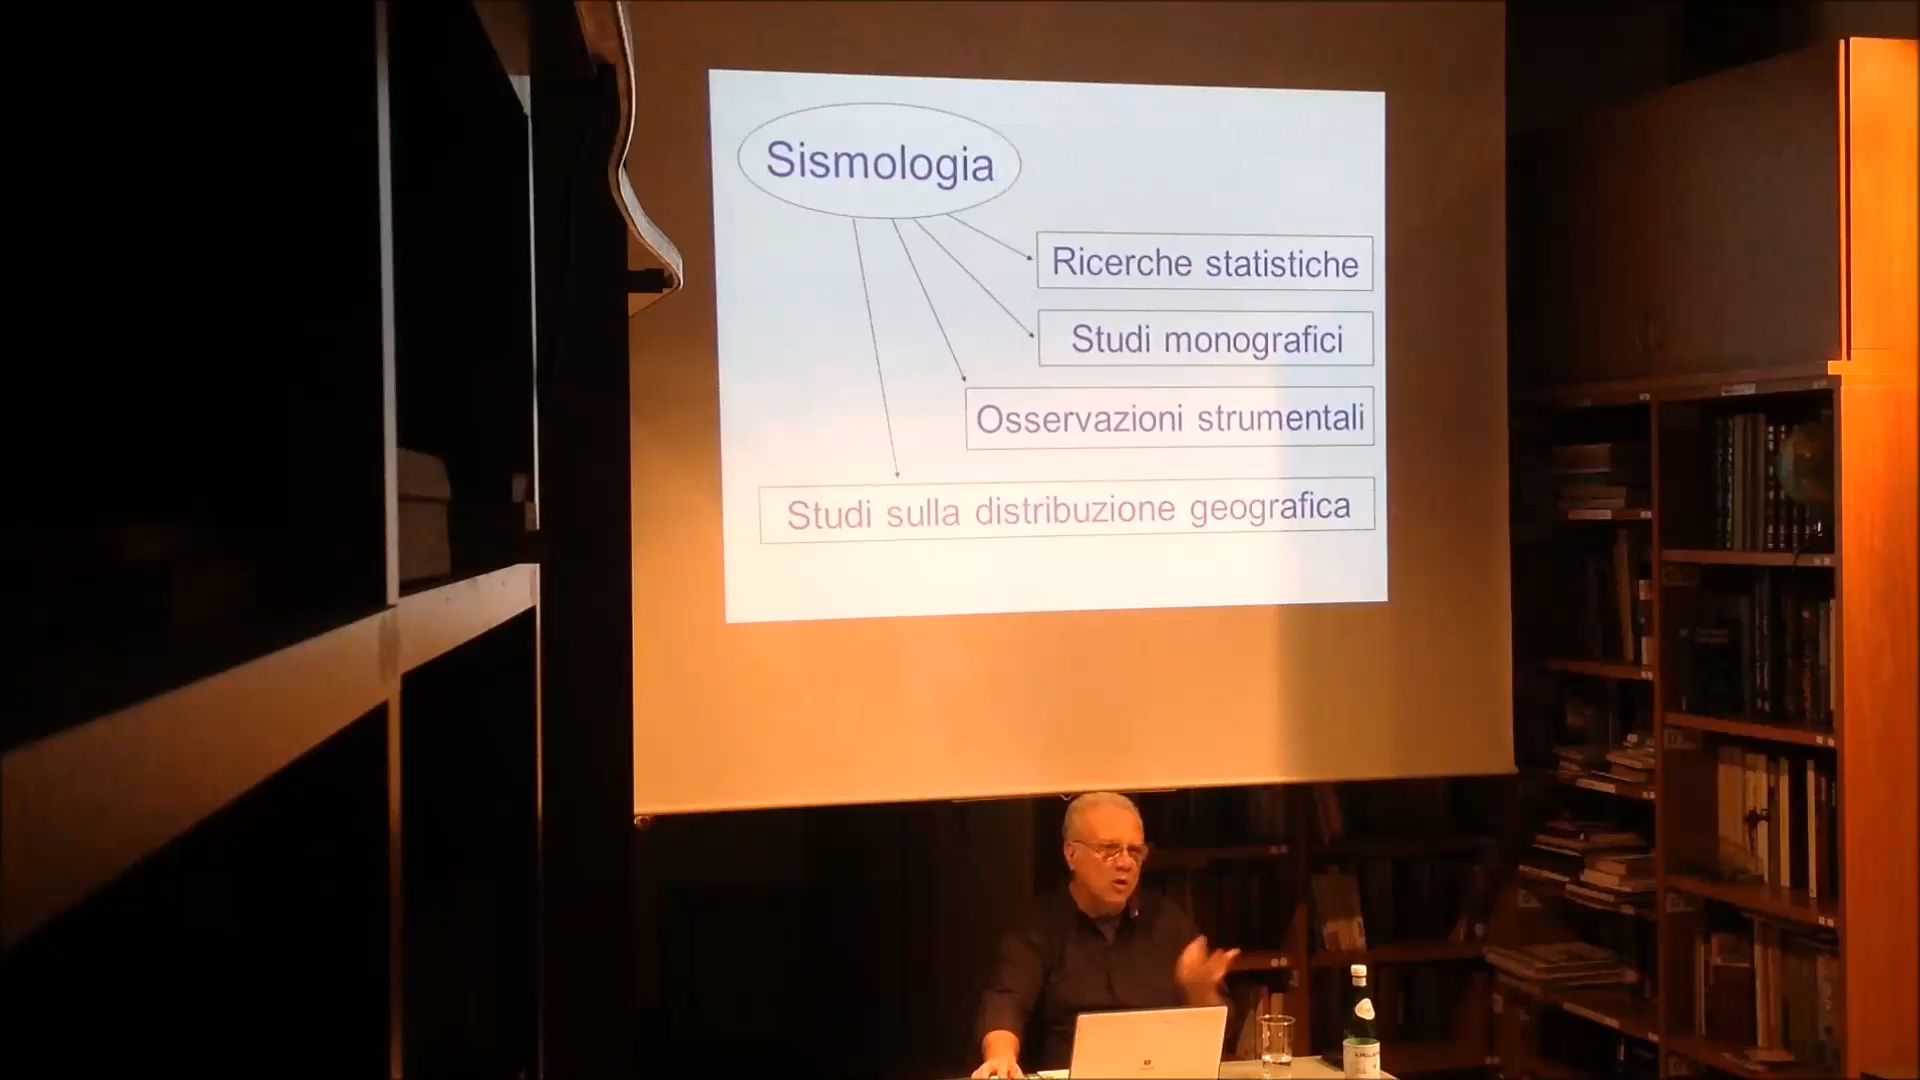 Sismologia
Ricerche statistiche
Studi monografici
Osservazioni strumentali
Studi sulla distribuzione geografica